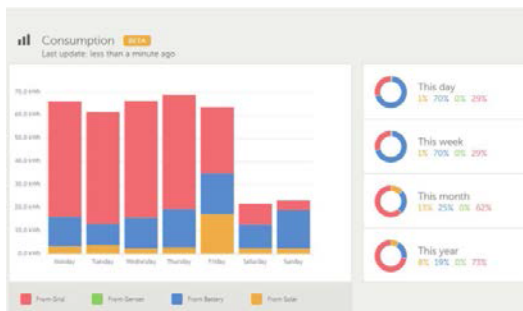 Consumption BETA
Last update: less than a minute ago
70,0 kWh
60,0 kWh
50,0 kWh
40,0 kWh
30,0 kWh
20,0 kWh
10,0 kWh
0,0 kWh
Monday Tuesday Wednesday Thursday Friday Saturday Sunday
From Grid From Genset From Battery From Solar
This day
1% 70% 0% 29%
This week
1% 70% 0% 29%
This month
13% 25% 0% 62%
This year
8% 19% 0% 73%